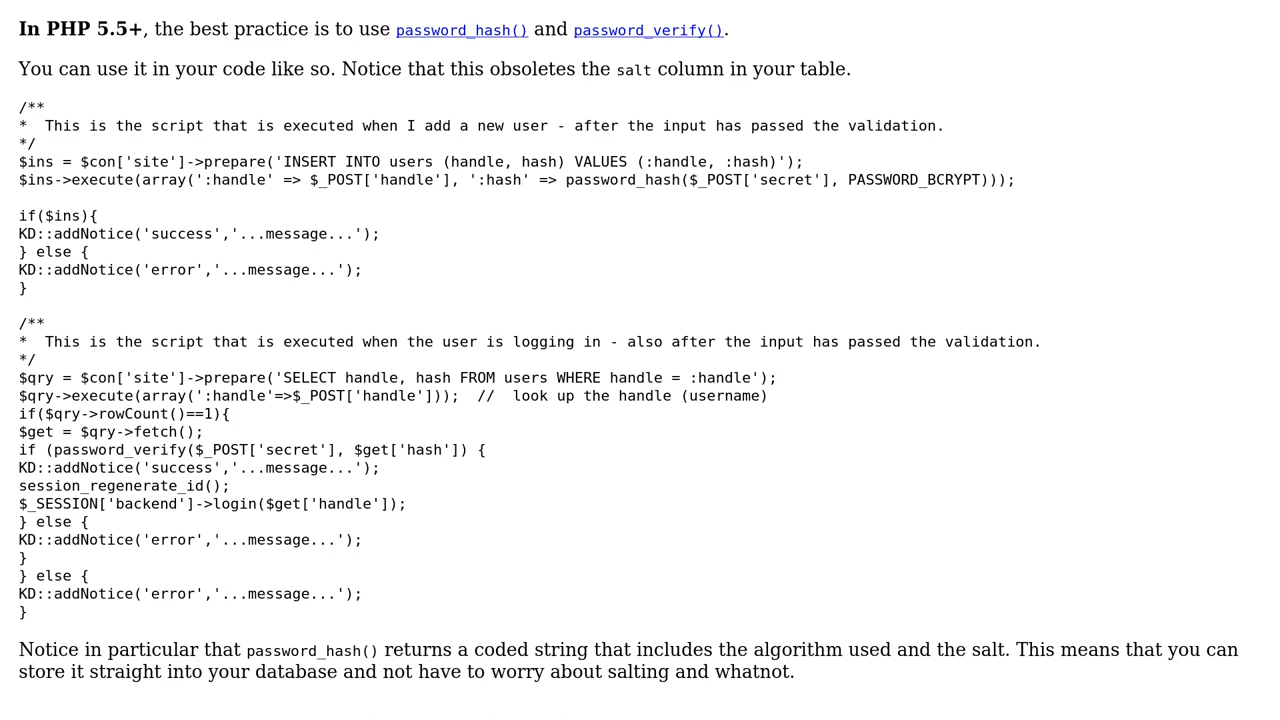 In PHP 5.5+, the best practice is to use password_hash() and password_verify().
You can use it in your code like so. Notice that this obsoletes the salt column in your table.
/**
*  This is the script that is executed when I add a new user - after the input has passed the validation.
*/
$ins = $con['site']->prepare('INSERT INTO users (handle, hash) VALUES (:handle, :hash)');
$ins->execute(array(':handle' => $_POST['handle'], ':hash' => password_hash($_POST['secret'], PASSWORD_BCRYPT)));

if($ins){
KD::addNotice('success','...message...');
} else {
KD::addNotice('error','...message...');
}

/**
*  This is the script that is executed when the user is logging in - also after the input has passed the validation.
*/
$qry = $con['site']->prepare('SELECT handle, hash FROM users WHERE handle = :handle');
$qry->execute(array(':handle'=>$_POST['handle']));  //  look up the handle (username)
if($qry->rowCount()==1){
$get = $qry->fetch();
if (password_verify($_POST['secret'], $get['hash']) {
KD::addNotice('success','...message...');
session_regenerate_id();
$_SESSION['backend']->login($get['handle']);
} else {
KD::addNotice('error','...message...');
}
} else {
KD::addNotice('error','...message...');
}
Notice in particular that password_hash() returns a coded string that includes the algorithm used and the salt. This means that you can
store it straight into your database and not have to worry about salting and whatnot.